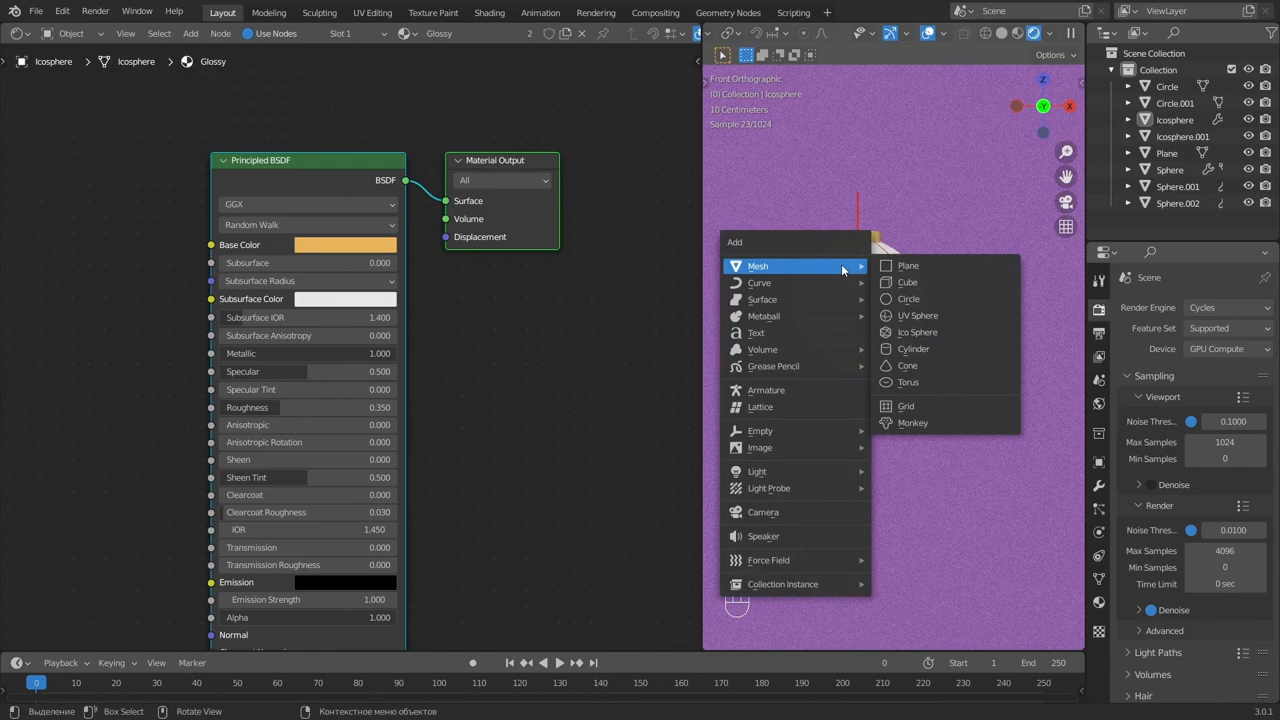 File Edit Render Window Help Layout Modeling Sculpting UV Editing Texture Paint Shading Animation Rendering Compositing Geometry Nodes Scripting + Scene ViewLayer
Object View Select Add Node Use Nodes Slot 1 Glossy 2
Options
Icosphere > Icosphere > Glossy
Principled BSDF
BSDF
GGX
Random Walk
Base Color
Subsurface 0.000
Subsurface Radius
Subsurface Color
Subsurface IOR 1.400
Subsurface Anisotropy 0.000
Metallic 1.000
Specular 0.500
Specular Tint 0.000
Roughness 0.350
Anisotropic 0.000
Anisotropic Rotation 0.000
Sheen 0.000
Sheen Tint 0.500
Clearcoat 0.000
Clearcoat Roughness 0.030
IOR 1.450
Transmission 0.000
Transmission Roughness 0.000
Emission
Emission Strength 1.000
Alpha 1.000
Normal
Material Output
All
Surface
Volume
Displacement
Front Orthographic
(0) Collection | Icosphere
10 Centimeters
Sample 23/1024
Z
X
Y
Add
Mesh
Curve
Surface
Metaball
Text
Volume
Grease Pencil
Armature
Lattice
Empty
Image
Light
Light Probe
Camera
Speaker
Force Field
Collection Instance
Plane
Cube
Circle
UV Sphere
Ico Sphere
Cylinder
Cone
Torus
Grid
Monkey
Scene Collection
Collection
Circle
Circle.001
Icosphere
Icosphere.001
Plane
Sphere
Sphere.001
Sphere.002
Scene
Render Engine Cycles
Feature Set Supported
Device GPU Compute
Sampling
Viewport
Noise Thres... 0.1000
Max Samples 1024
Min Samples 0
Denoise
Render
Noise Thres... 0.0100
Max Samples 4096
Min Samples 0
Time Limit 0 sec
Denoise
Advanced
Light Paths
Volumes
Hair
Playback Keying View Marker 0 Start 1 End 250
0 10 20 30 40 50 60 70 80 90 100 110 120 130 140 150 160 170 180 190 200 210 220 230 240 250
Выделение Box Select Rotate View Контекстное меню объектов 3.0.1